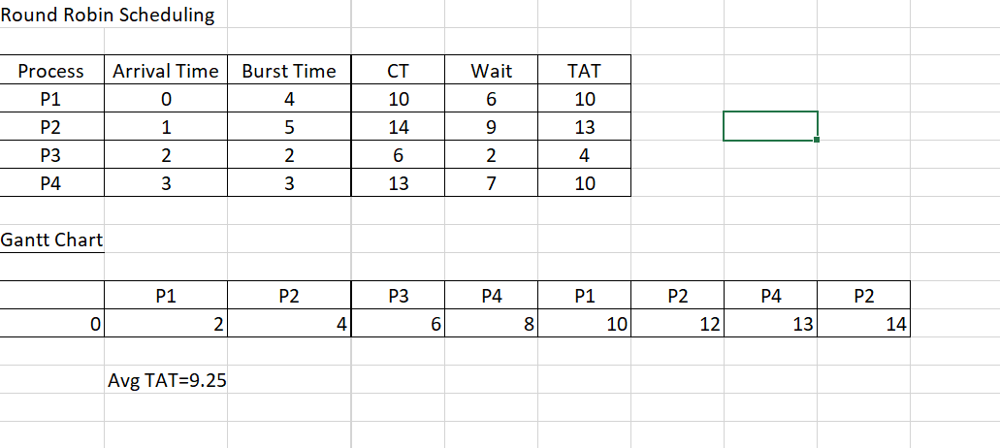 Round Robin Scheduling
Process Arrival Time Burst Time CT Wait TAT
P1 0 4 10 6 10
P2 1 5 14 9 13
P3 2 2 6 2 4
P4 3 3 13 7 10
Gantt Chart
P1 P2 P3 P4 P1 P2 P4 P2
0 2 4 6 8 10 12 13 14
Avg TAT=9.25